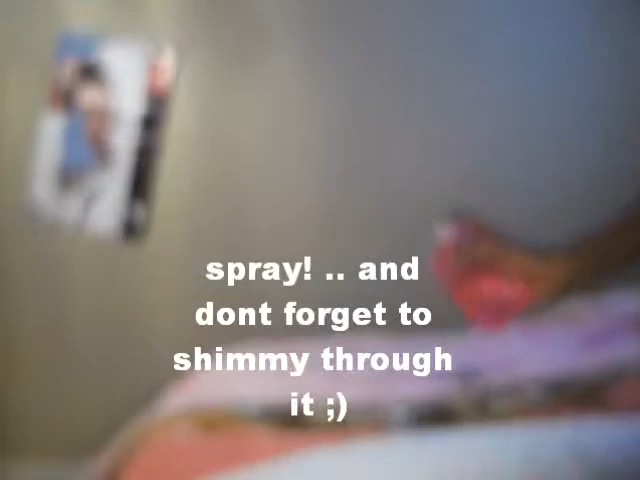 spray! .. and
dont forget to
shimmy through
it ;)